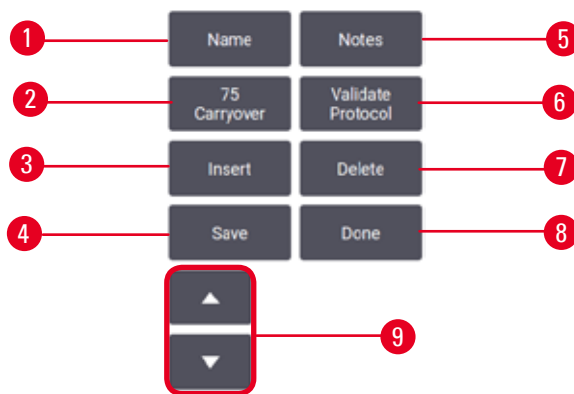 1 Name Notes 5
2 75 Carryover Validate Protocol 6
3 Insert Delete 7
4 Save Done 8
9